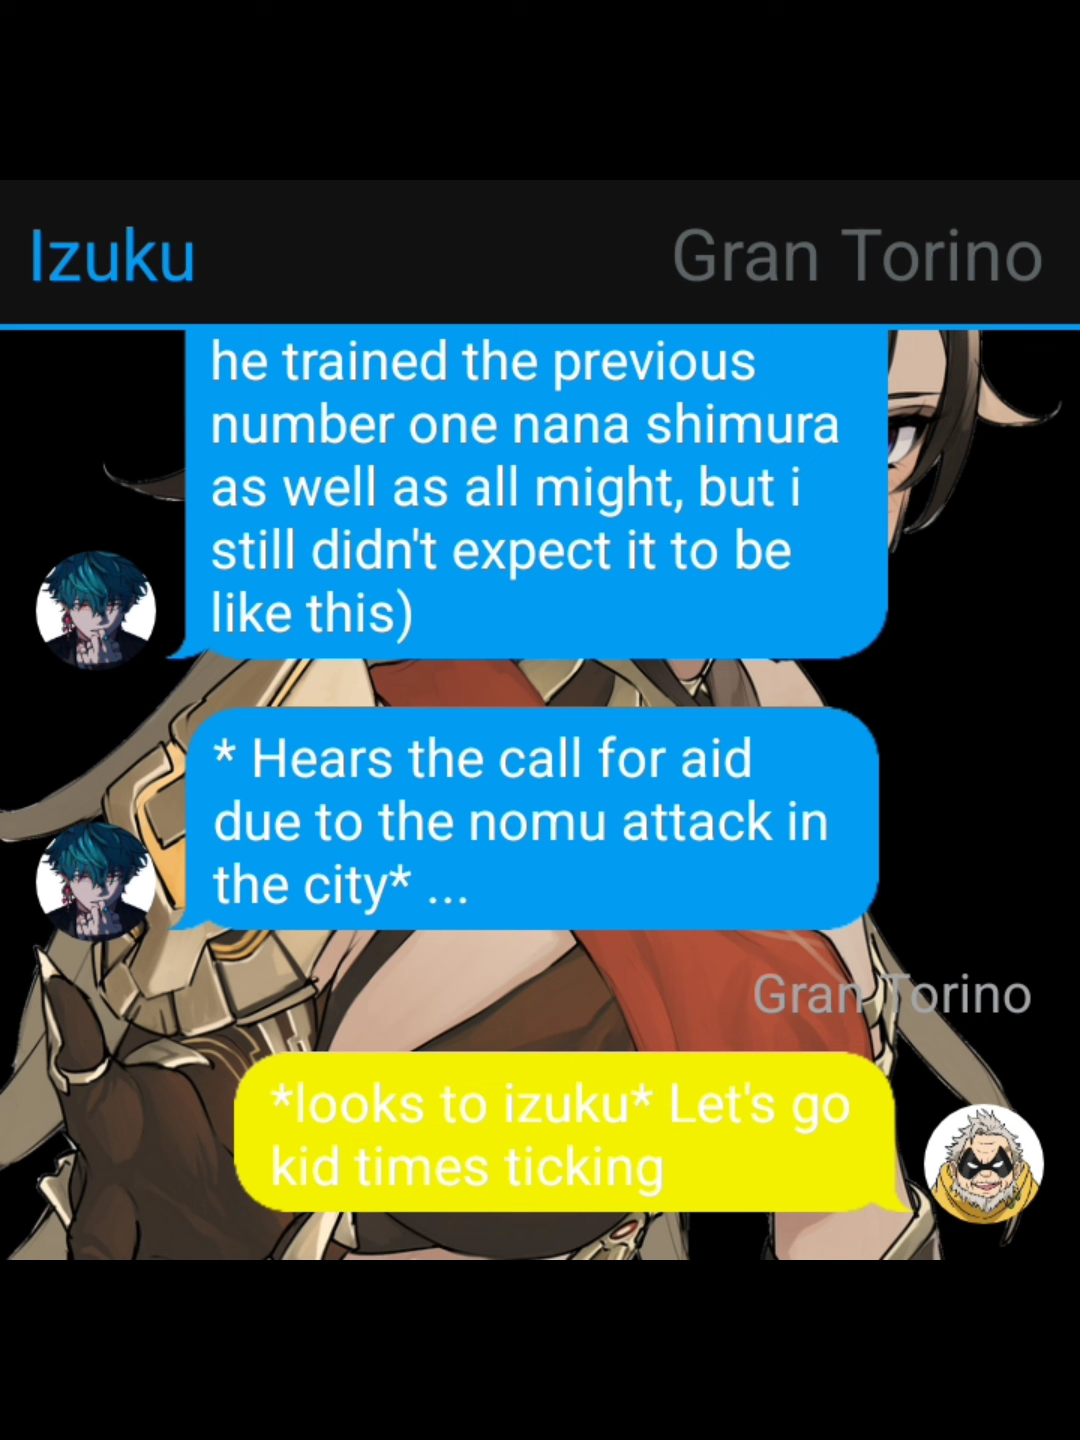 Izuku Gran Torino
he trained the previous
number one nana shimura
as well as all might, but i
still didn't expect it to be
like this)
* Hears the call for aid
due to the nomu attack in
the city* ...
Gran Torino
*looks to izuku* Let's go
kid times ticking